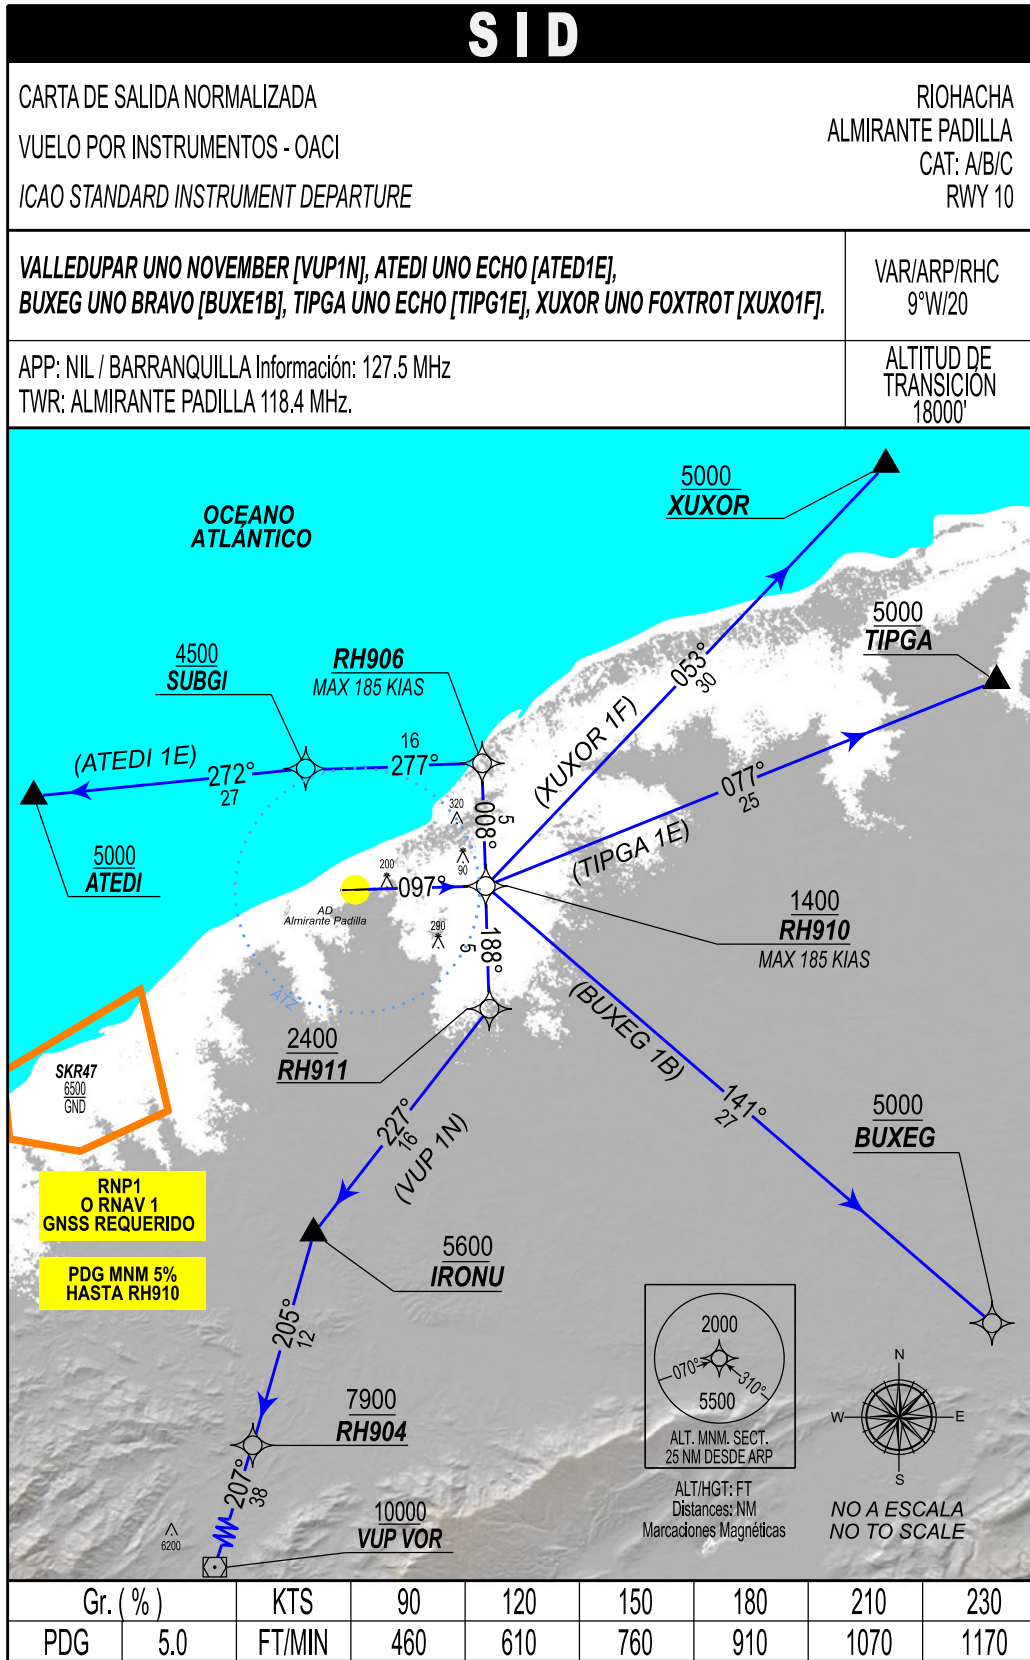 SID
CARTA DE SALIDA NORMALIZADA
VUELO POR INSTRUMENTOS - OACI
ICAO STANDARD INSTRUMENT DEPARTURE
RIOHACHA
ALMIRANTE PADILLA
CAT: A/B/C
RWY 10
VALLEDUPAR UNO NOVEMBER [VUP1N], ATEDI UNO ECHO [ATED1E],
BUXEG UNO BRAVO [BUXE1B], TIPGA UNO ECHO [TIPG1E], XUXOR UNO FOXTROT [XUXO1F].
VAR/ARP/RHC
9°W/20
APP: NIL / BARRANQUILLA Información: 127.5 MHz
TWR: ALMIRANTE PADILLA 118.4 MHz.
ALTITUD DE
TRANSICIÓN
18000'
OCEANO
ATLÁNTICO
5000
XUXOR
5000
TIPGA
4500
SUBGI
RH906
MAX 185 KIAS
053°
30
(XUXOR 1F)
(ATEDI 1E)
272°
27
16
277°
077°
25
(TIPGA 1E)
5000
ATEDI
320
008°
5
90
200
097°
AD
Almirante Padilla
290
188°
5
1400
RH910
MAX 185 KIAS
ATZ
(BUXEG 1B)
141°
27
2400
RH911
SKR47
6500
GND
227°
16
(VUP 1N)
5000
BUXEG
RNP1
O RNAV 1
GNSS REQUERIDO
PDG MNM 5%
HASTA RH910
5600
IRONU
205°
12
2000
070°
310°
5500
ALT. MNM. SECT.
25 NM DESDE ARP
N
W
E
S
7900
RH904
207°
38
ALT/HGT: FT
Distances: NM
Marcaciones Magnéticas
NO A ESCALA
NO TO SCALE
6200
10000
VUP VOR
Gr. ( % ) KTS 90 120 150 180 210 230
PDG 5.0 FT/MIN 460 610 760 910 1070 1170